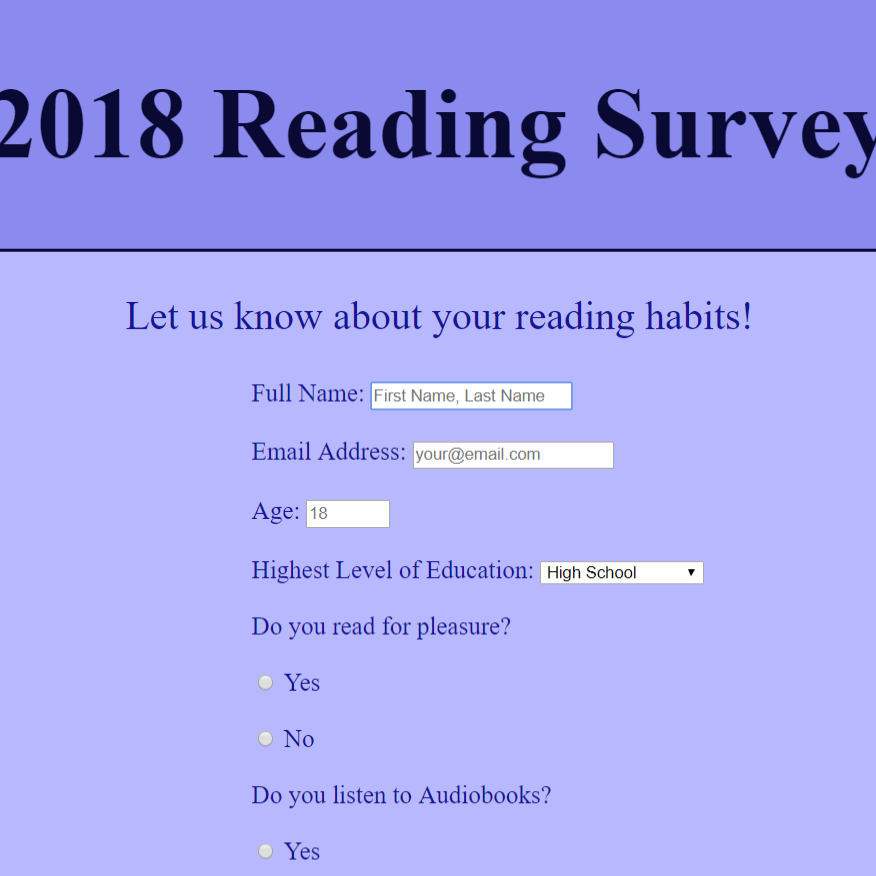 2018 Reading Survey
Let us know about your reading habits!
Full Name: First Name, Last Name
Email Address: your@email.com
Age: 18
Highest Level of Education: High School
Do you read for pleasure?
Yes
No
Do you listen to Audiobooks?
Yes